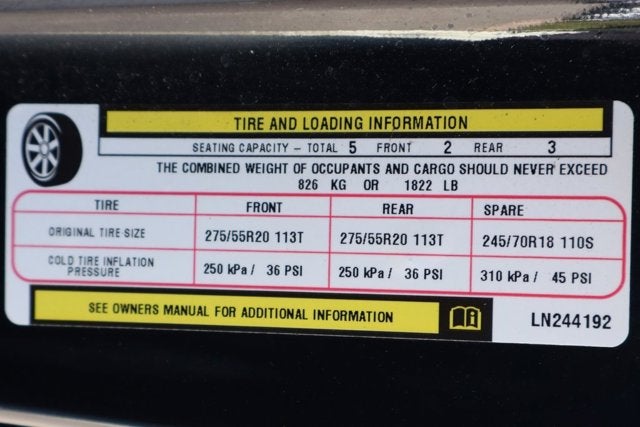 TIRE AND LOADING INFORMATION
SEATING CAPACITY – TOTAL 5 FRONT 2 REAR 3
THE COMBINED WEIGHT OF OCCUPANTS AND CARGO SHOULD NEVER EXCEED
826 KG OR 1822 LB
TIRE FRONT REAR SPARE
ORIGINAL TIRE SIZE 275/55R20 113T 275/55R20 113T 245/70R18 110S
COLD TIRE INFLATION
PRESSURE 250 kPa / 36 PSI 250 kPa / 36 PSI 310 kPa / 45 PSI
SEE OWNERS MANUAL FOR ADDITIONAL INFORMATION
LN244192